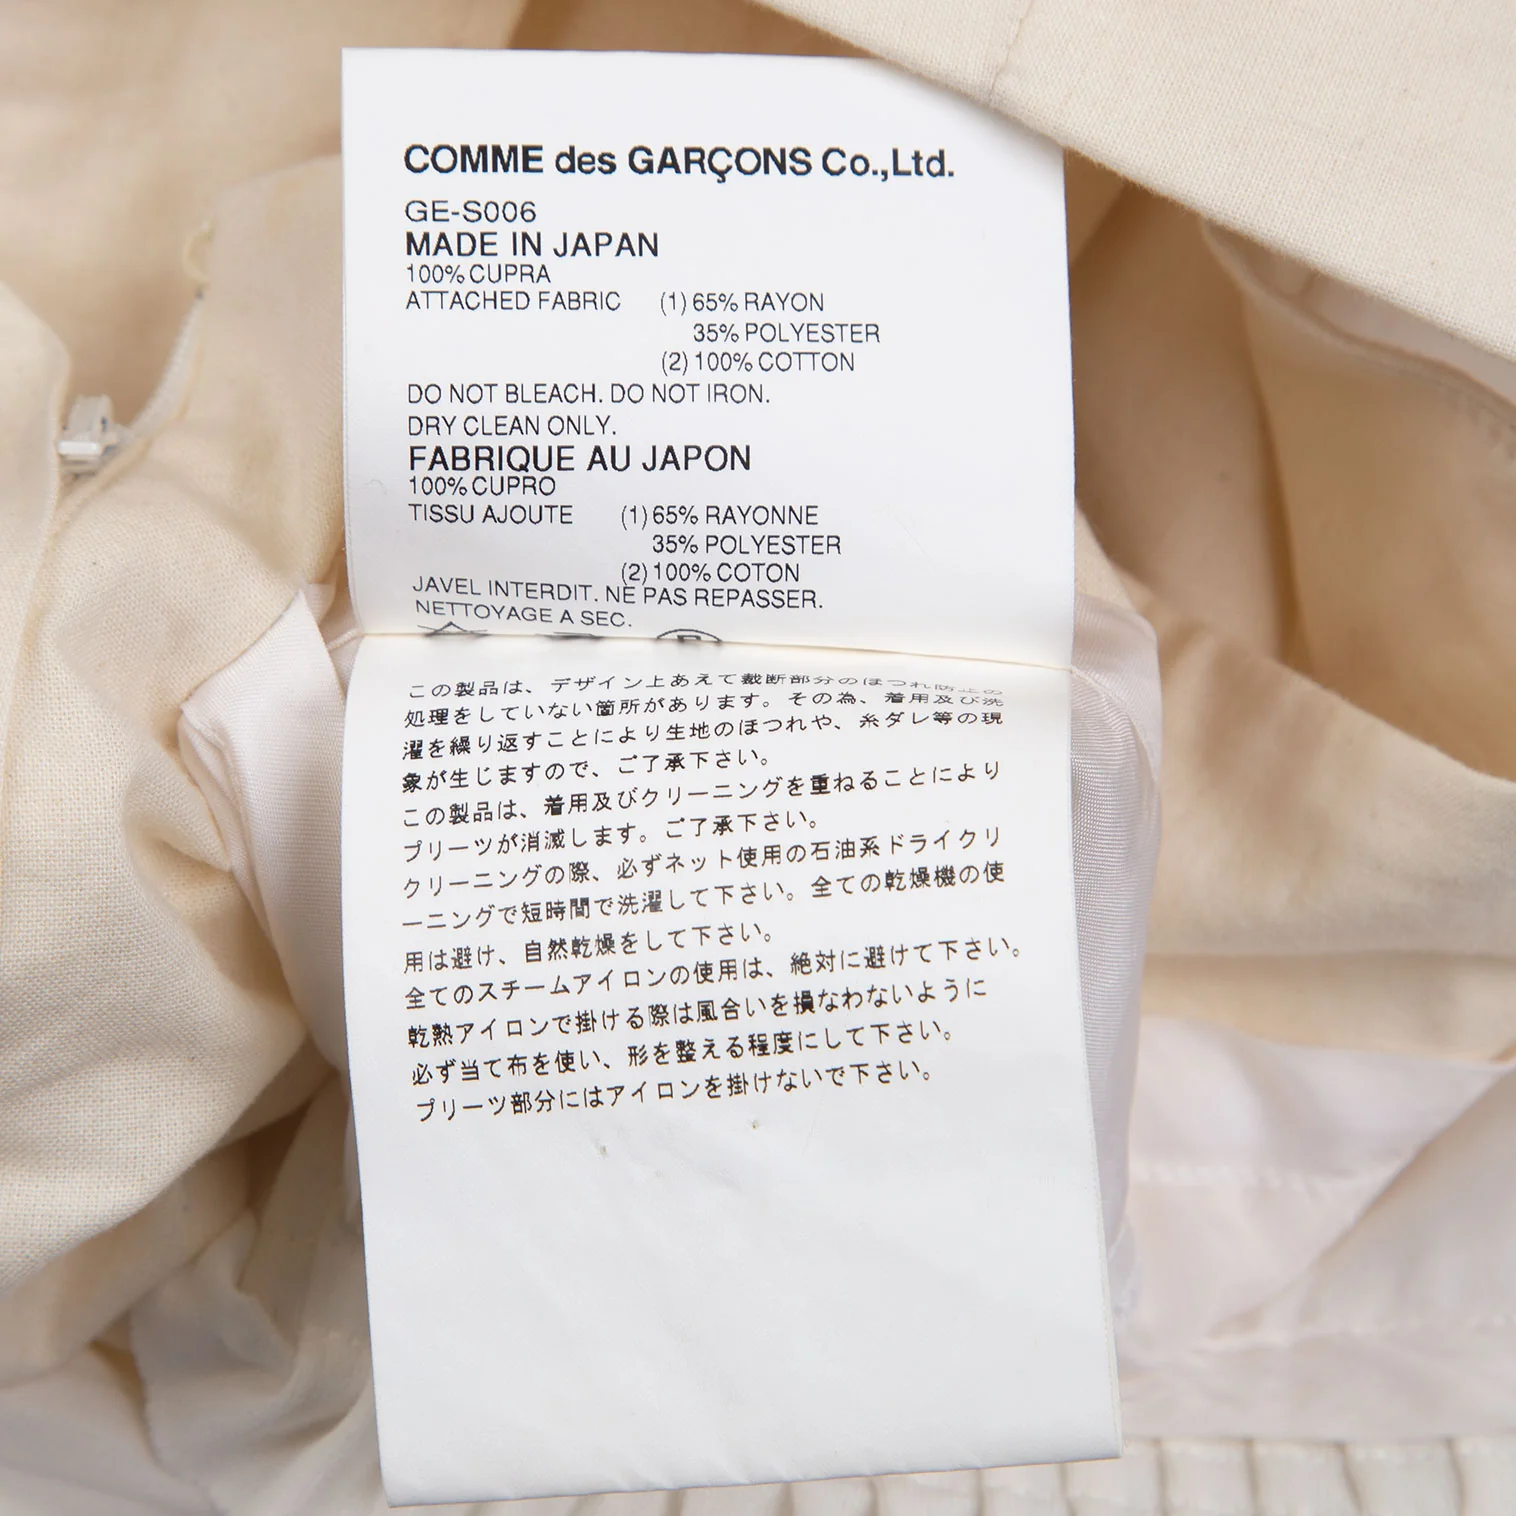 COMME des GARÇONS Co.,Ltd.
GE-S006
MADE IN JAPAN
100% CUPRA
ATTACHED FABRIC (1) 65% RAYON
35% POLYESTER
(2) 100% COTTON
DO NOT BLEACH. DO NOT IRON.
DRY CLEAN ONLY.
FABRIQUE AU JAPON
100% CUPRO
TISSU AJOUTE (1) 65% RAYONNE
35% POLYESTER
(2) 100% COTON
JAVEL INTERDIT. NE PAS REPASSER.
NETTOYAGE A SEC.
この製品は、デザイン上あえて裁断部分のほつれ防止の
処理をしていない箇所があります。その為、着用及び洗
濯を繰り返すことにより生地のほつれや、糸ダレ等の現
象が生じますので、ご了承下さい。
この製品は、着用及びクリーニングを重ねることにより
プリーツが消滅します。ご了承下さい。
クリーニングの際、必ずネット使用の石油系ドライクリ
ーニングで短時間で洗濯して下さい。全ての乾燥機の使
用は避け、自然乾燥をして下さい。
全てのスチームアイロンの使用は、絶対に避けて下さい。
乾熱アイロンで掛ける際は風合いを損なわないように
必ず当て布を使い、形を整える程度にして下さい。
プリーツ部分にはアイロンを掛けないで下さい。